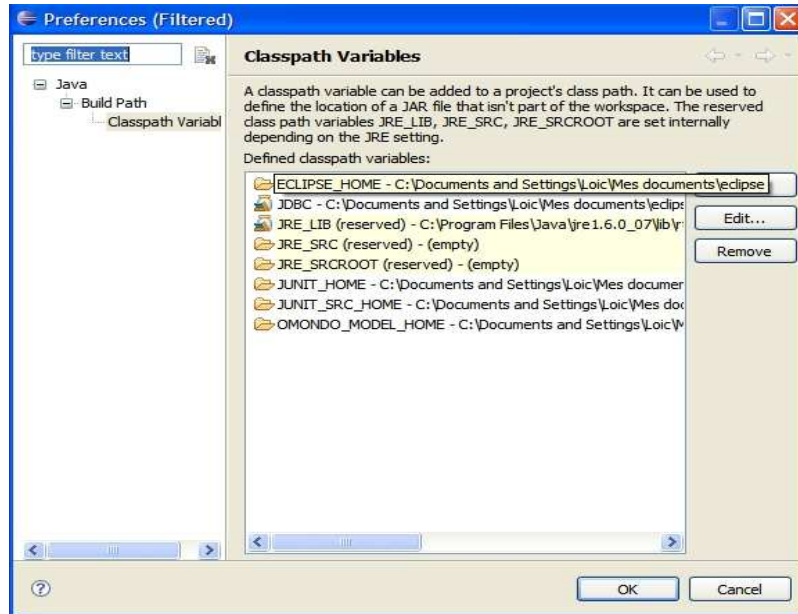 Preferences (Filtered)
type filter text
Java
Build Path
Classpath Variabl
Classpath Variables
A classpath variable can be added to a project's class path. It can be used to
define the location of a JAR file that isn't part of the workspace. The reserved
class path variables JRE_LIB, JRE_SRC, JRE_SRCROOT are set internally
depending on the JRE setting.
Defined classpath variables:
ECLIPSE_HOME - C:\Documents and Settings\Loic\Mes documents\eclipse
JDBC - C:\Documents and Settings\Loic\Mes documents\eclips
JRE_LIB (reserved) - C:\Program Files\Java\jre1.6.0_07\lib\r
JRE_SRC (reserved) - (empty)
JRE_SRCROOT (reserved) - (empty)
JUNIT_HOME - C:\Documents and Settings\Loic\Mes documer
JUNIT_SRC_HOME - C:\Documents and Settings\Loic\Mes doc
OMONDO_MODEL_HOME - C:\Documents and Settings\Loic\M
Edit...
Remove
OK
Cancel